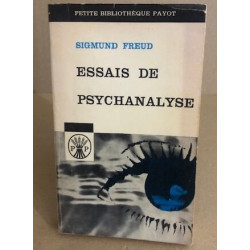 PETITE BIBLIOTHÈQUE PAYOT
SIGMUND FREUD
ESSAIS DE
PSYCHANALYSE
P P